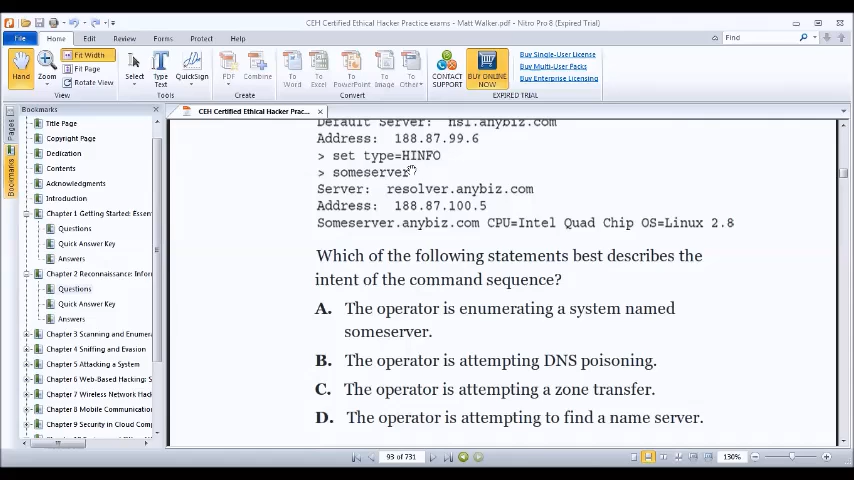 CEH Certified Ethical Hacker Practice exams - Matt Walker.pdf - Nitro Pro 8 (Expired Trial)
File Home Review Forms Protect Help Find
Hand Zoom Fit Width Fit Page Rotate View Select Type Text QuickSign PDF Combine To Word To Excel To PowerPoint To Image To Other CONTACT SUPPORT BUY ONLINE NOW Buy Single-User License Buy Multi-User Packs Buy Enterprise Licensing
View Tools Create Convert EXPIRED TRIAL
Pages
Bookmarks
Bookmarks
Title Page
Copyright Page
Dedication
Contents
Acknowledgments
Introduction
Chapter 1 Getting Started: Essen
Questions
Quick Answer Key
Answers
Chapter 2 Reconnaissance: Infor
Questions
Quick Answer Key
Answers
Chapter 3 Scanning and Enumera
Chapter 4 Sniffing and Evasion
Chapter 5 Attacking a System
Chapter 6 Web-Based Hacking: S
Chapter 7 Wireless Network Hac
Chapter 8 Mobile Communication
Chapter 9 Security in Cloud Comp
CEH Certified Ethical Hacker Prac...
Default Server: ns1.anybiz.com
Address: 188.87.99.6
> set type=HINFO
> someserver
Server: resolver.anybiz.com
Address: 188.87.100.5
Someserver.anybiz.com CPU=Intel Quad Chip OS=Linux 2.8
Which of the following statements best describes the
intent of the command sequence?
A. The operator is enumerating a system named
someserver.
B. The operator is attempting DNS poisoning.
C. The operator is attempting a zone transfer.
D. The operator is attempting to find a name server.
93 of 731
130%